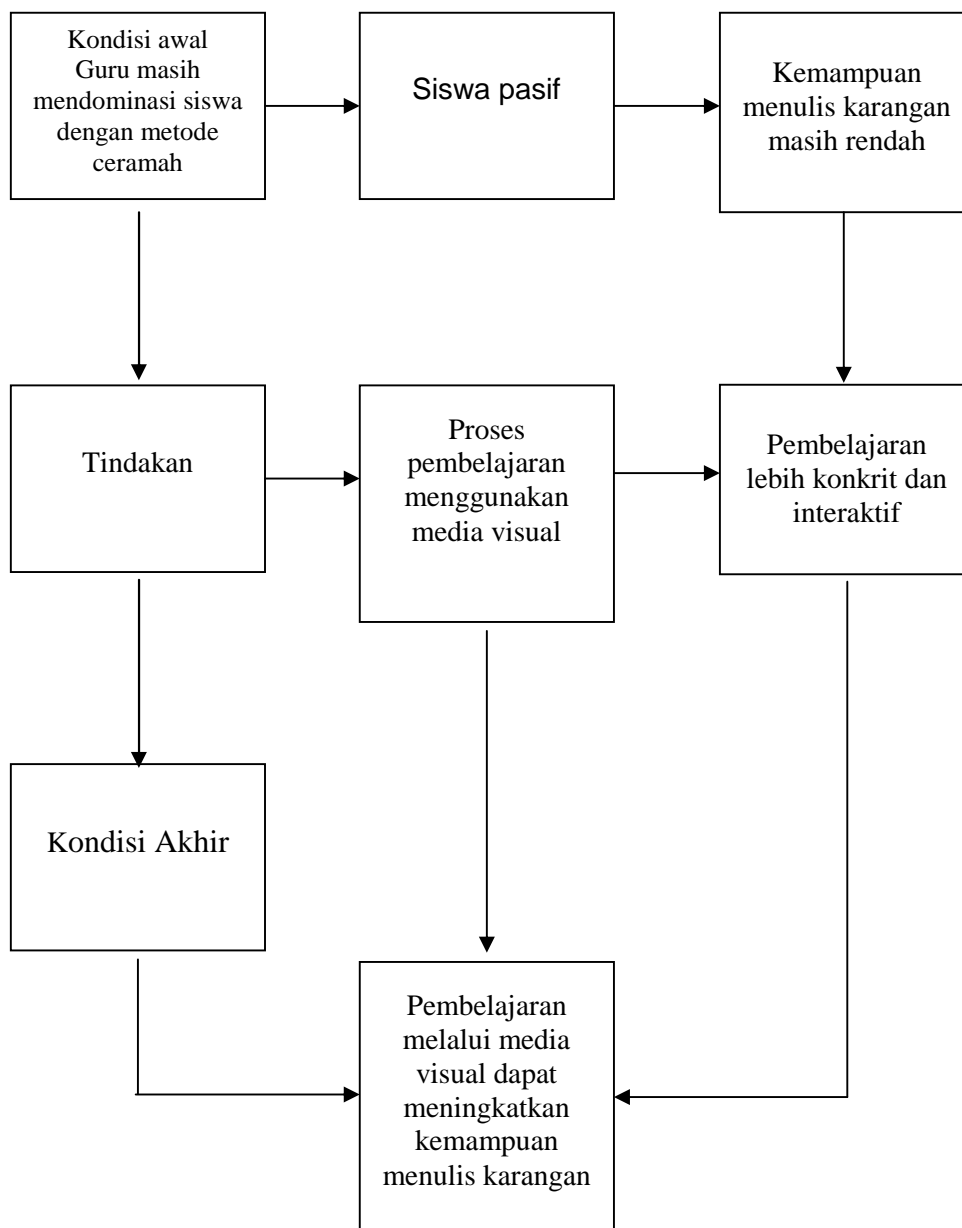 Kondisi awal
Guru masih
mendominasi siswa
dengan metode
ceramah
Siswa pasif
Kemampuan
menulis karangan
masih rendah
Tindakan
Proses
pembelajaran
menggunakan
media visual
Pembelajaran
lebih konkrit dan
interaktif
Kondisi Akhir
Pembelajaran
melalui media
visual dapat
meningkatkan
kemampuan
menulis karangan